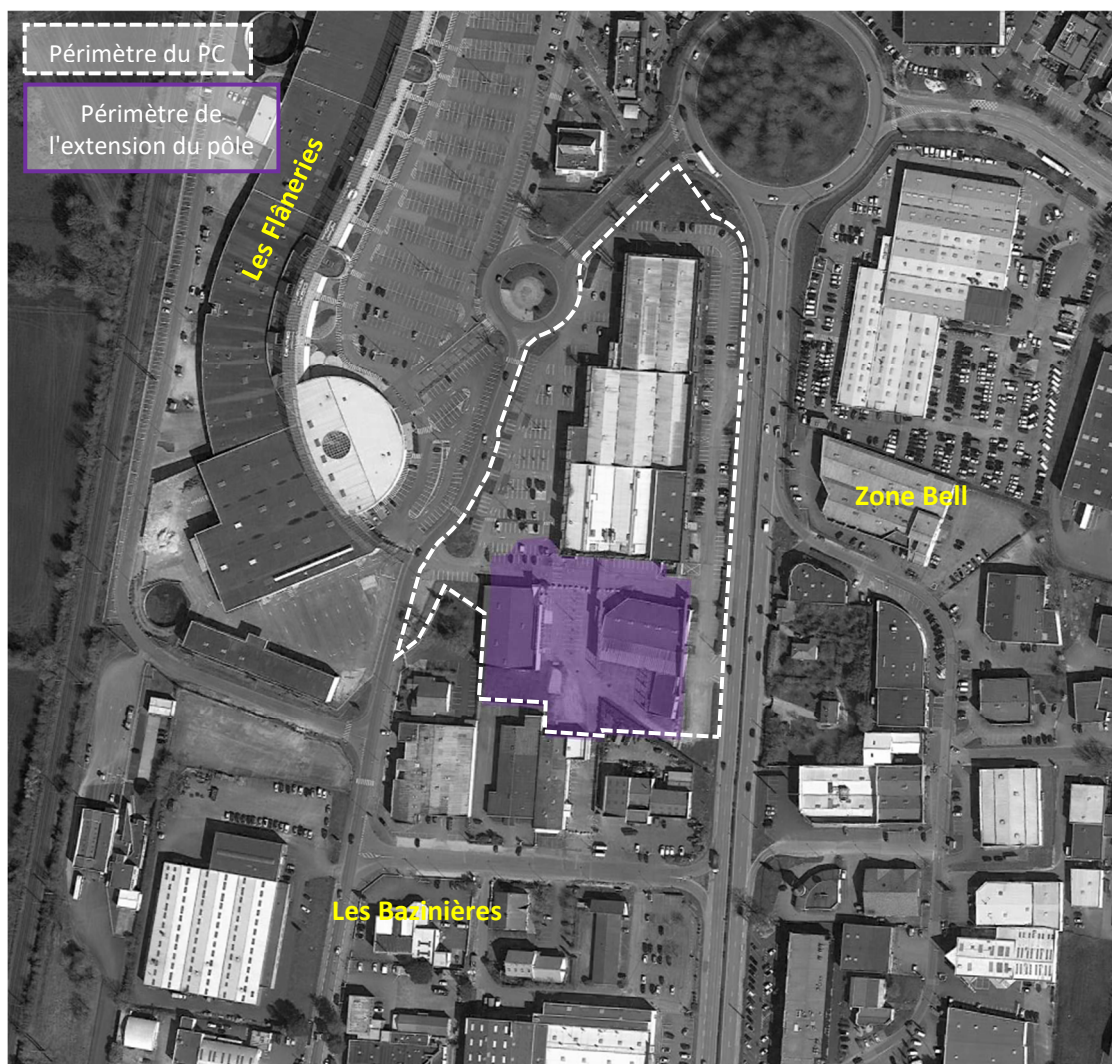 Périmètre du PC
Périmètre de
l'extension du pôle
Les Flâneries
Zone Bell
Les Bazinières